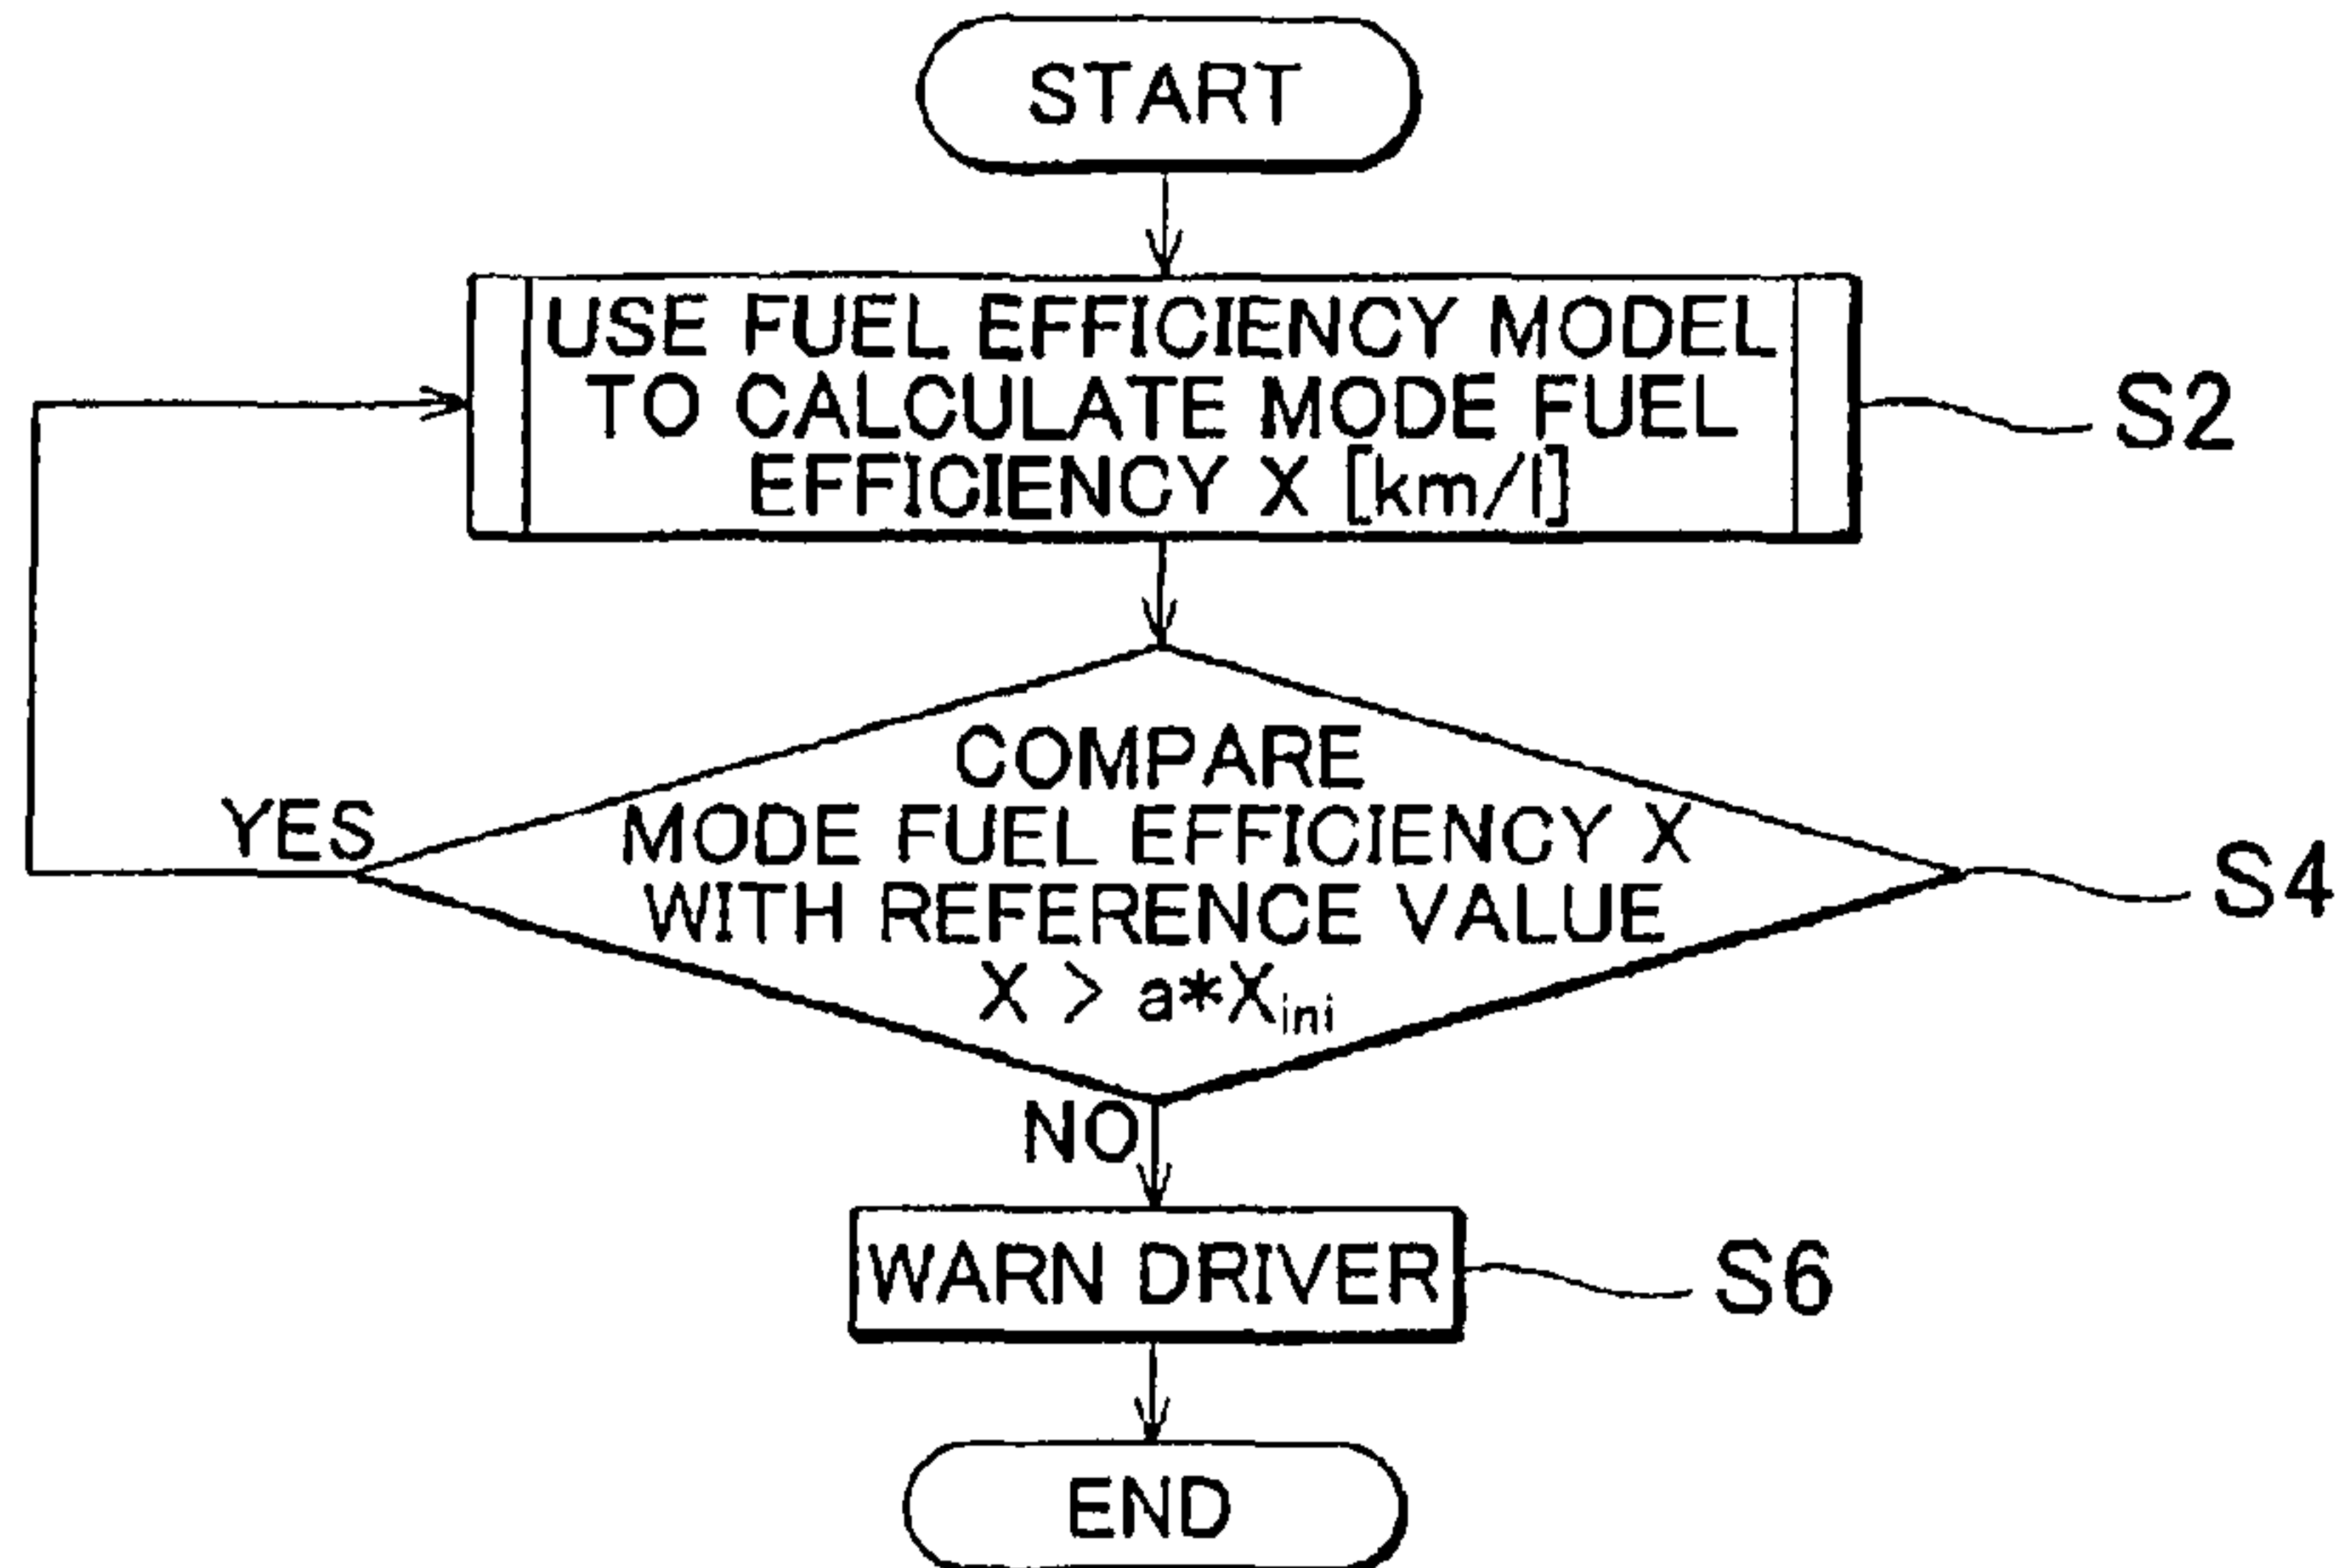 START
USE FUEL EFFICIENCY MODEL
TO CALCULATE MODE FUEL
EFFICIENCY X [km/l]
S2
COMPARE
MODE FUEL EFFICIENCY X
WITH REFERENCE VALUE
X > a*Xini
YES
S4
NO
WARN DRIVER
S6
END